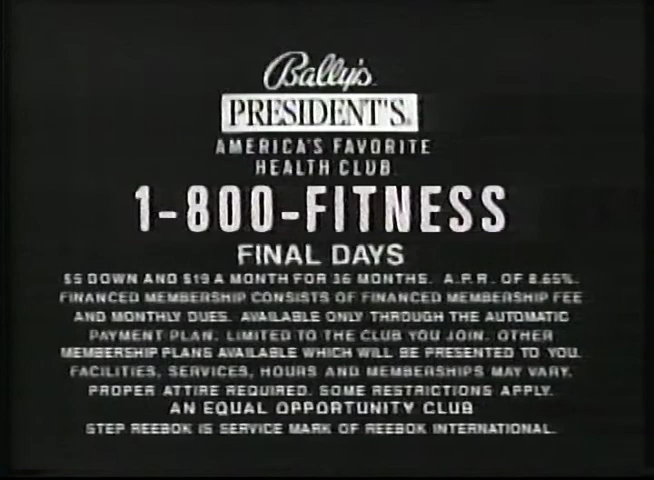 Bally's
PRESIDENT'S®
AMERICA'S FAVORITE
HEALTH CLUB
1-800-FITNESS
FINAL DAYS
$5 DOWN AND $19 A MONTH FOR 36 MONTHS. A.P.R. OF 8.65%.
FINANCED MEMBERSHIP CONSISTS OF FINANCED MEMBERSHIP FEE
AND MONTHLY DUES. AVAILABLE ONLY THROUGH THE AUTOMATIC
PAYMENT PLAN. LIMITED TO THE CLUB YOU JOIN. OTHER
MEMBERSHIP PLANS AVAILABLE WHICH WILL BE PRESENTED TO YOU.
FACILITIES, SERVICES, HOURS AND MEMBERSHIPS MAY VARY.
PROPER ATTIRE REQUIRED. SOME RESTRICTIONS APPLY.
AN EQUAL OPPORTUNITY CLUB
STEP REEBOK IS SERVICE MARK OF REEBOK INTERNATIONAL.